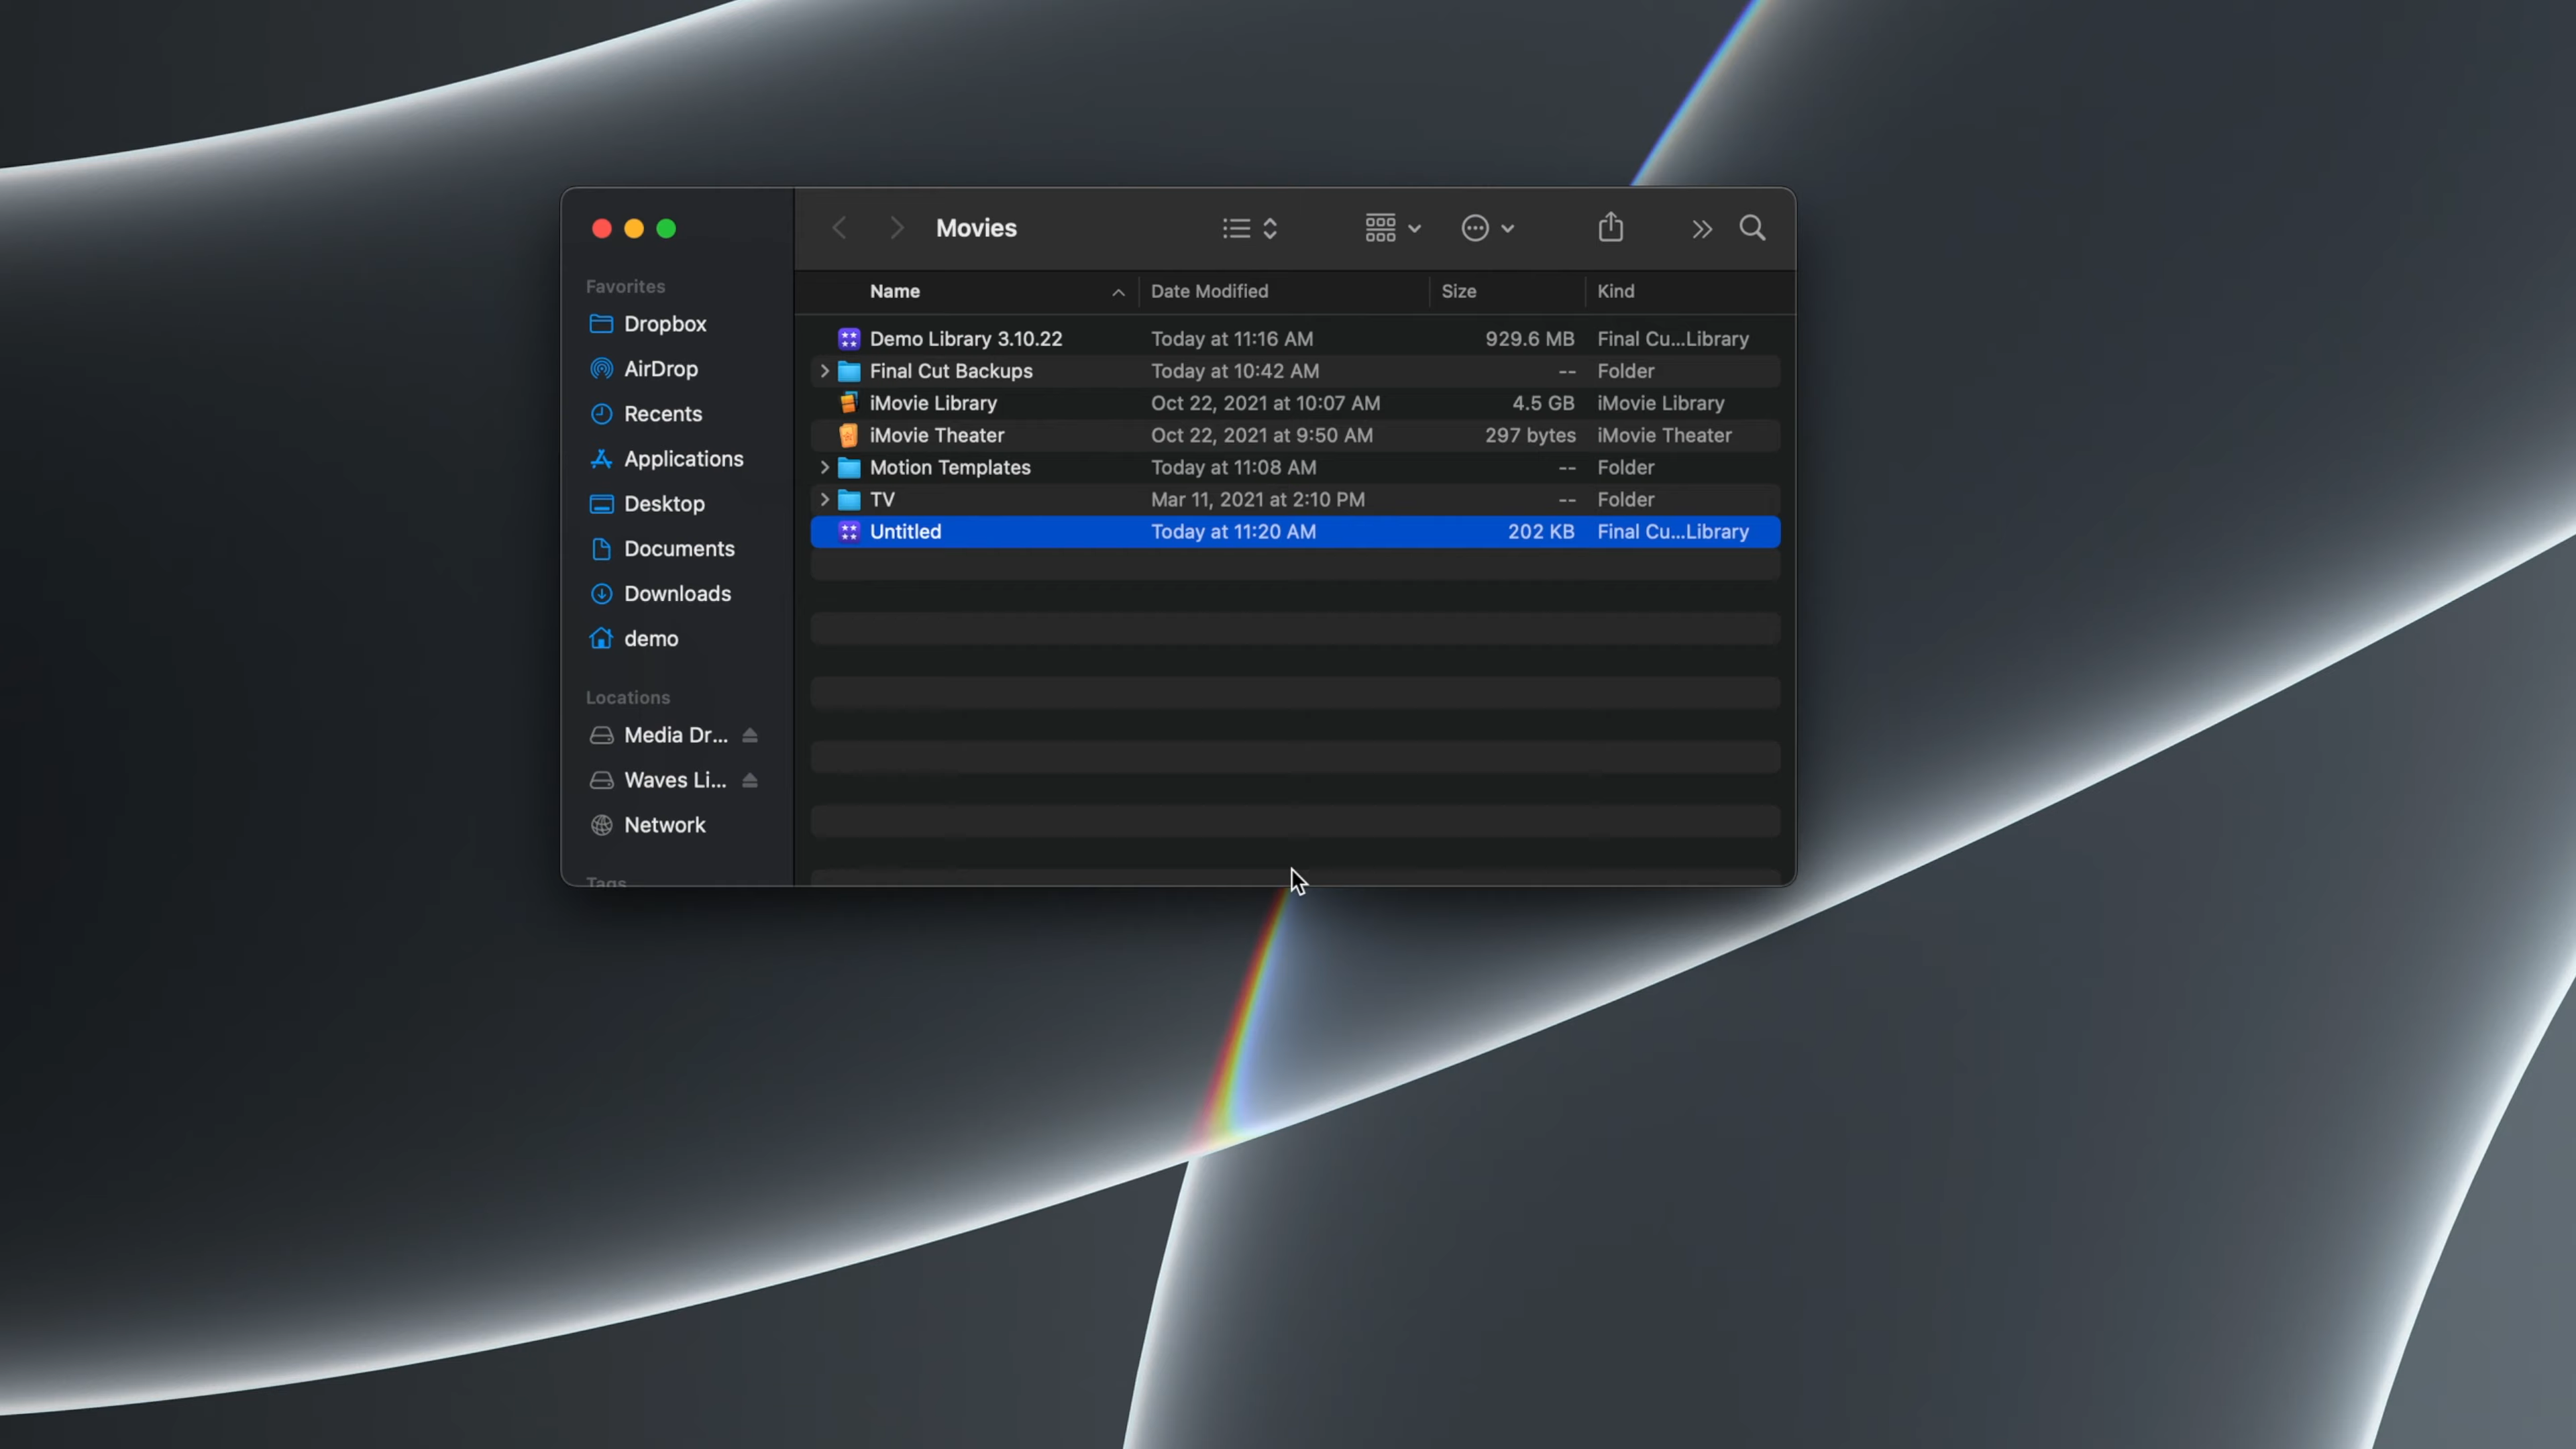 Movies
Favorites
Dropbox
AirDrop
Recents
Applications
Desktop
Documents
Downloads
demo
Locations
Media Dr...
Waves Li...
Network
Tags
Name Date Modified Size Kind
Demo Library 3.10.22 Today at 11:16 AM 929.6 MB Final Cu...Library
Final Cut Backups Today at 10:42 AM -- Folder
iMovie Library Oct 22, 2021 at 10:07 AM 4.5 GB iMovie Library
iMovie Theater Oct 22, 2021 at 9:50 AM 297 bytes iMovie Theater
Motion Templates Today at 11:08 AM -- Folder
TV Mar 11, 2021 at 2:10 PM -- Folder
Untitled Today at 11:20 AM 202 KB Final Cu...Library